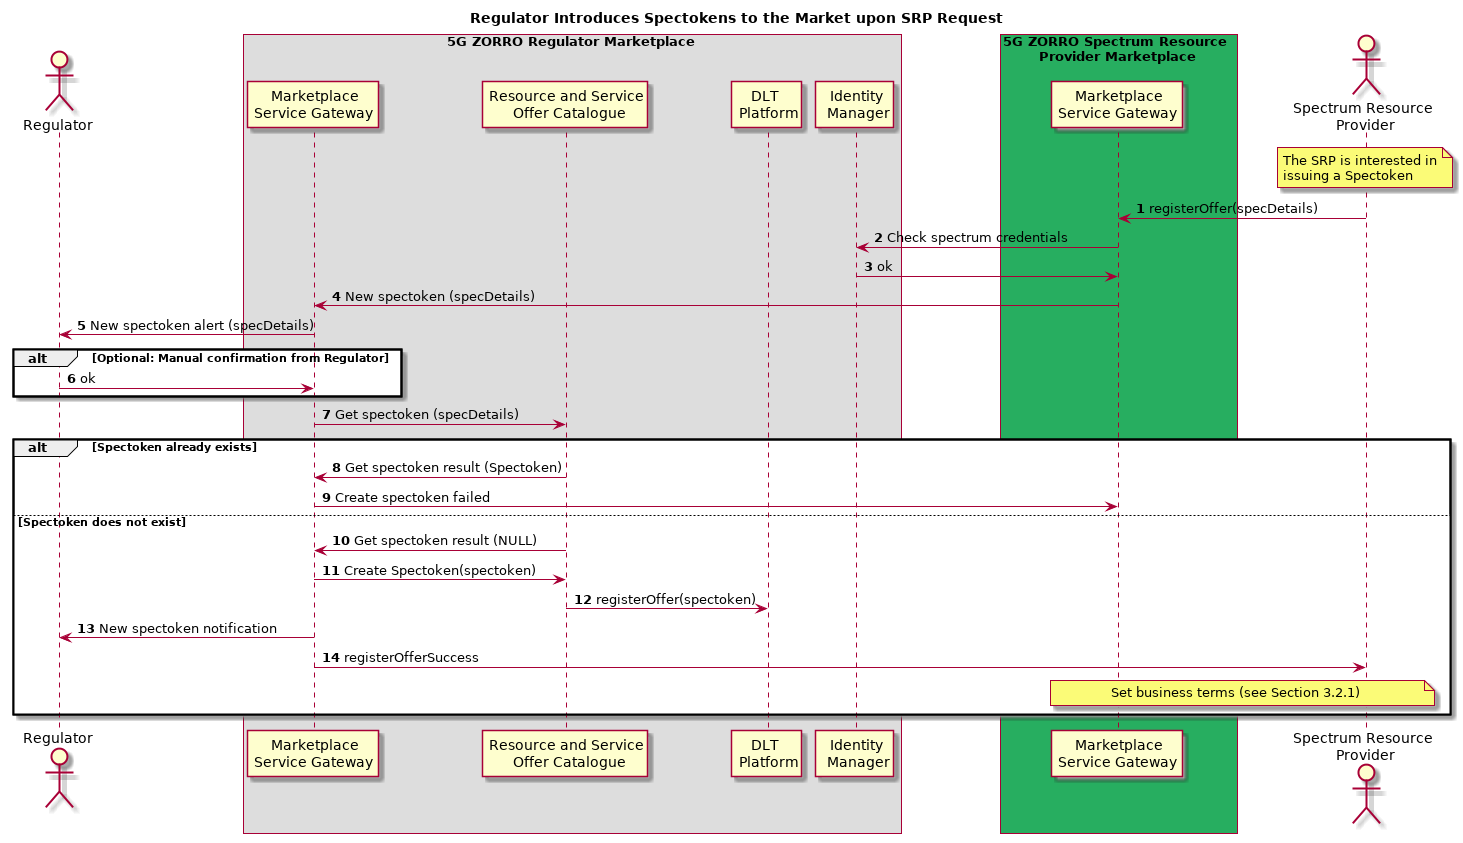 Regulator Introduces Spectokens to the Market upon SRP Request
5G ZORRO Regulator Marketplace
5G ZORRO Spectrum Resource
Provider Marketplace
Regulator
Marketplace
Service Gateway
Resource and Service
Offer Catalogue
DLT
Platform
Identity
Manager
Marketplace
Service Gateway
Spectrum Resource
Provider
The SRP is interested in
issuing a Spectoken
1 registerOffer(specDetails)
2 Check spectrum credentials
3 ok
4 New spectoken (specDetails)
5 New spectoken alert (specDetails)
alt [Optional: Manual confirmation from Regulator]
6 ok
7 Get spectoken (specDetails)
alt [Spectoken already exists]
8 Get spectoken result (Spectoken)
9 Create spectoken failed
[Spectoken does not exist]
10 Get spectoken result (NULL)
11 Create Spectoken(spectoken)
12 registerOffer(spectoken)
13 New spectoken notification
14 registerOfferSuccess
Set business terms (see Section 3.2.1)
Regulator
Marketplace
Service Gateway
Resource and Service
Offer Catalogue
DLT
Platform
Identity
Manager
Marketplace
Service Gateway
Spectrum Resource
Provider